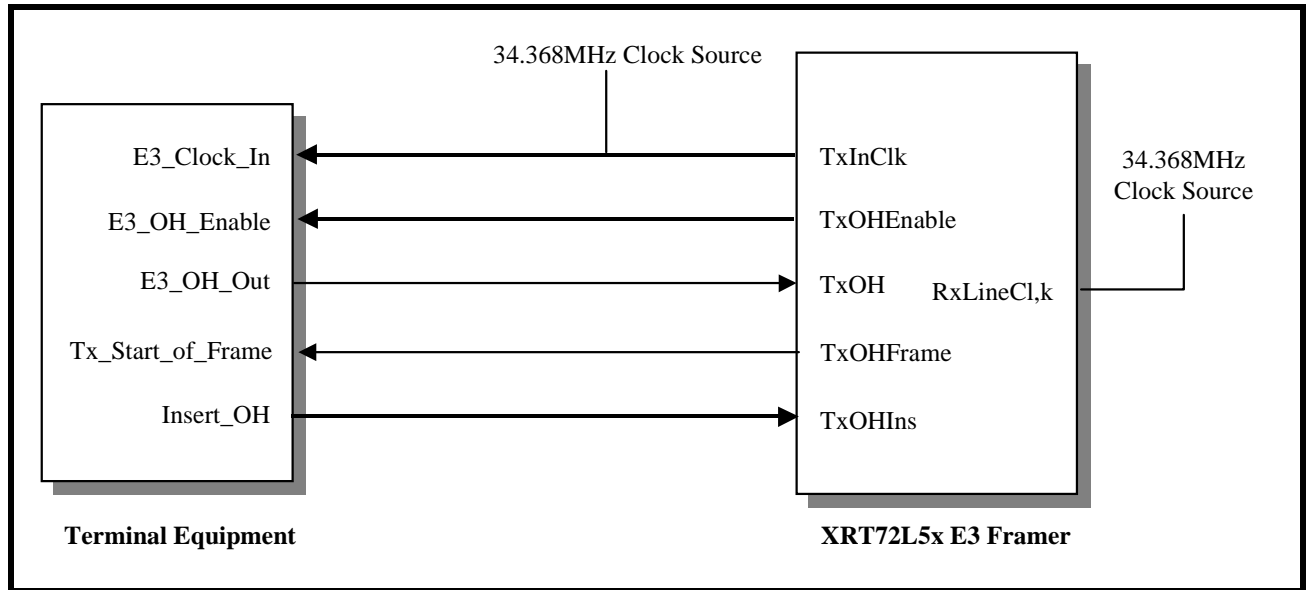 34.368MHz Clock Source
E3_Clock_In
TxInClk
34.368MHz
Clock Source
E3_OH_Enable
TxOHEnable
E3_OH_Out
TxOH
RxLineCl,k
Tx_Start_of_Frame
TxOHFrame
Insert_OH
TxOHIns
Terminal Equipment
XRT72L5x E3 Framer